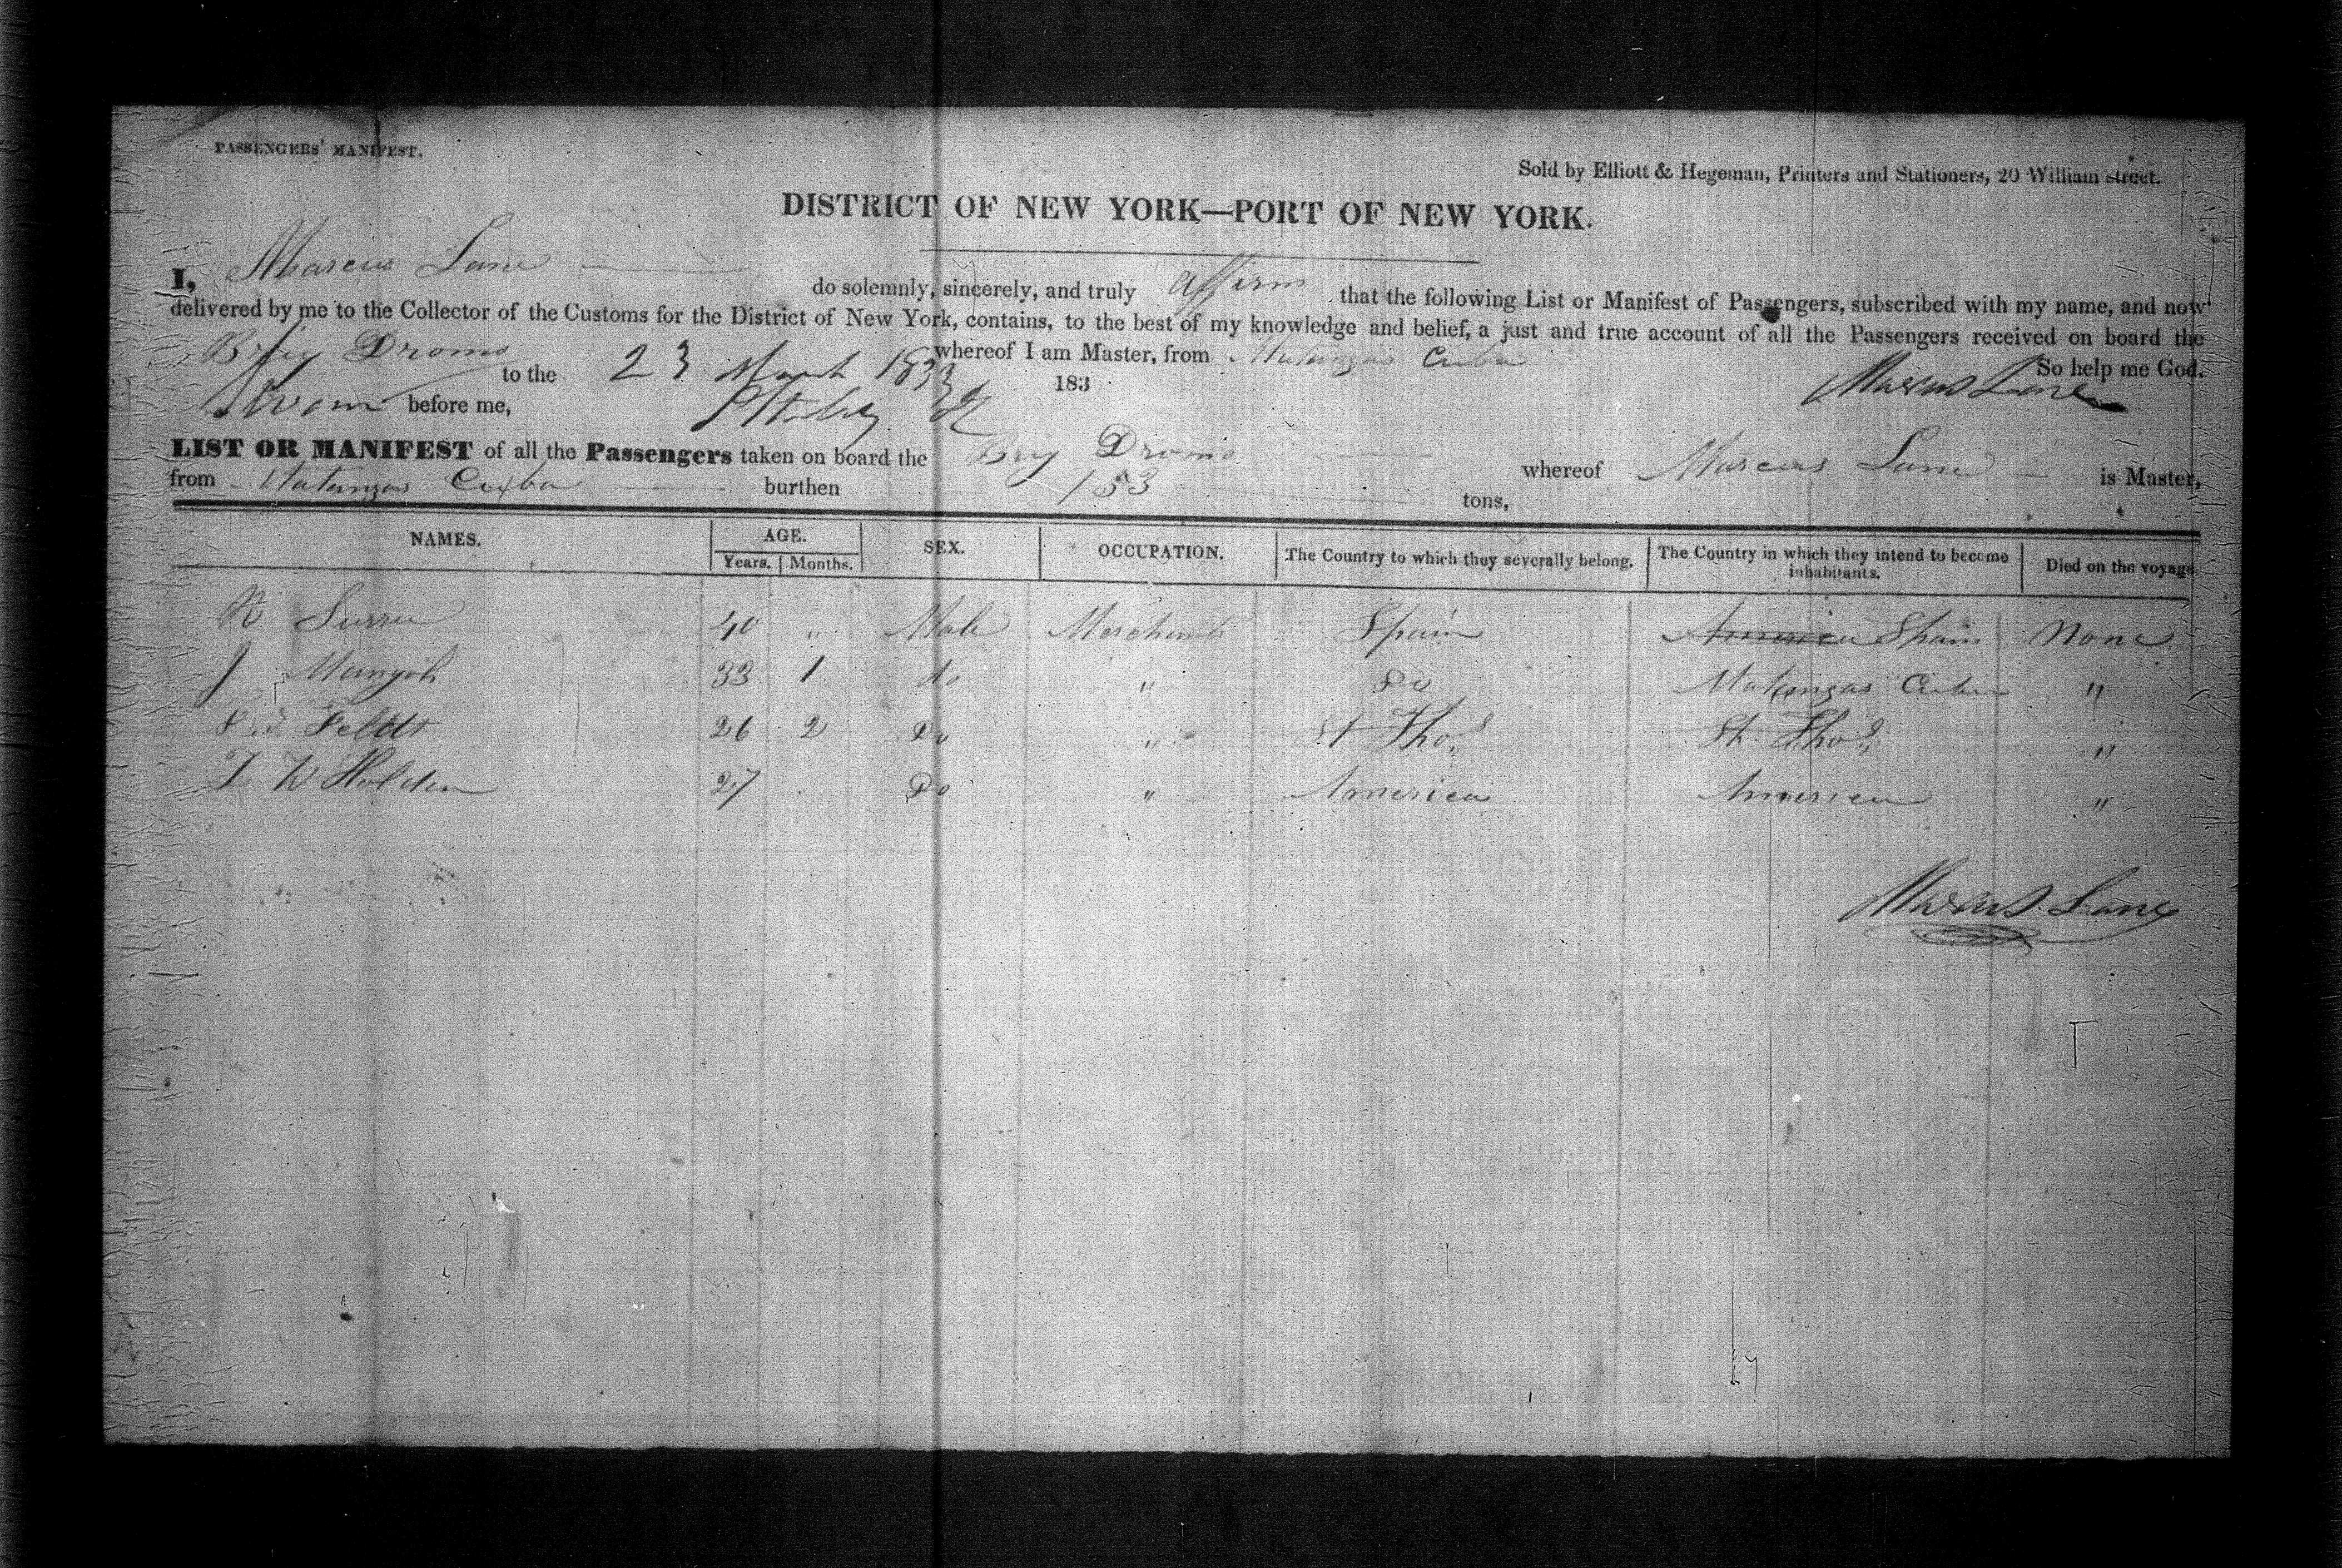 PASSENGERS' MANIFEST.
Sold by Elliott & Hegeman, Printers and Stationers, 20 William street.
DISTRICT OF NEW YORK—PORT OF NEW YORK.
I, Marcus Lane do solemnly, sincerely, and truly affirm that the following List or Manifest of Passengers, subscribed with my name, and now
delivered by me to the Collector of the Customs for the District of New York, contains, to the best of my knowledge and belief, a just and true account of all the Passengers received on board the
Brig Dromo whereof I am Master, from Matanzas Cuba So help me God.
to the 23 March 1833 183 Marcus Lane
Sworn before me,
LIST OR MANIFEST of all the Passengers taken on board the Brig Dromo whereof Marcus Lane is Master,
from Matanzas Cuba burthen 153 tons,
NAMES. AGE. SEX. OCCUPATION. The Country to which they severally belong. The Country in which they intend to become inhabitants. Died on the voyage.
Years. Months.
R 40 " Male Merchant Spain America Spain None
J 33 1 do " Do Matanzas Cuba "
Feldt 26 2 Do " St Thos St. Thos "
T W Holden 27 Do " America America "
Marcus Lane